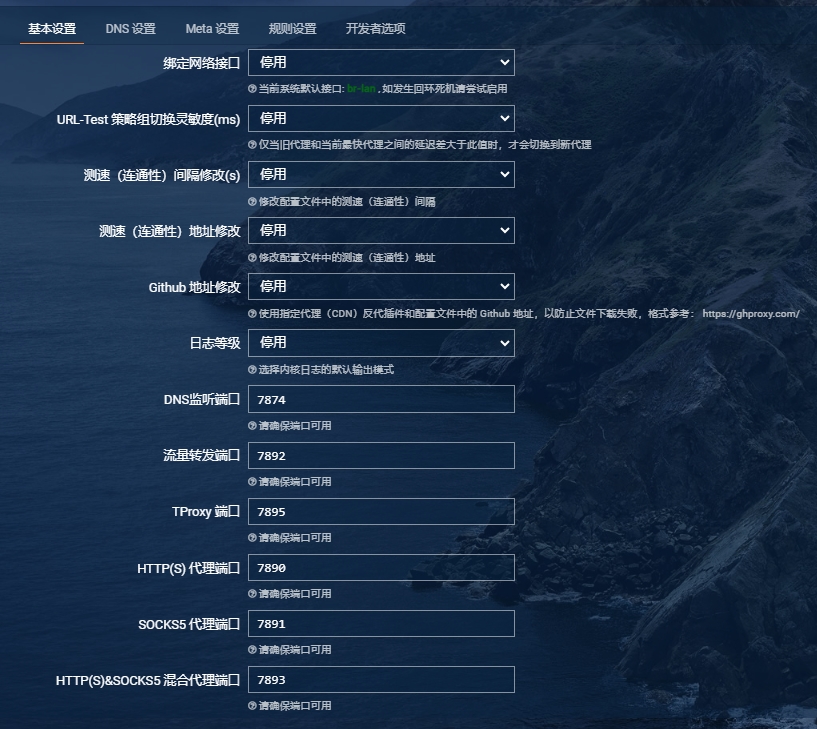 基本设置 DNS 设置 Meta 设置 规则设置 开发者选项
绑定网络接口 停用
当前系统默认接口: br-lan ,如发生回环死机请尝试启用
URL-Test 策略组切换灵敏度(ms) 停用
仅当旧代理和当前最快代理之间的延迟差大于此值时，才会切换到新代理
测速（连通性）间隔修改(s) 停用
修改配置文件中的测速（连通性）间隔
测速（连通性）地址修改 停用
修改配置文件中的测速（连通性）地址
Github 地址修改 停用
使用指定代理（CDN）反代插件和配置文件中的 Github 地址，以防止文件下载失败，格式参考： https://ghproxy.com/
日志等级 停用
选择内核日志的默认输出模式
DNS监听端口 7874
请确保端口可用
流量转发端口 7892
请确保端口可用
TProxy 端口 7895
请确保端口可用
HTTP(S) 代理端口 7890
请确保端口可用
SOCKS5 代理端口 7891
请确保端口可用
HTTP(S)&SOCKS5 混合代理端口 7893
请确保端口可用